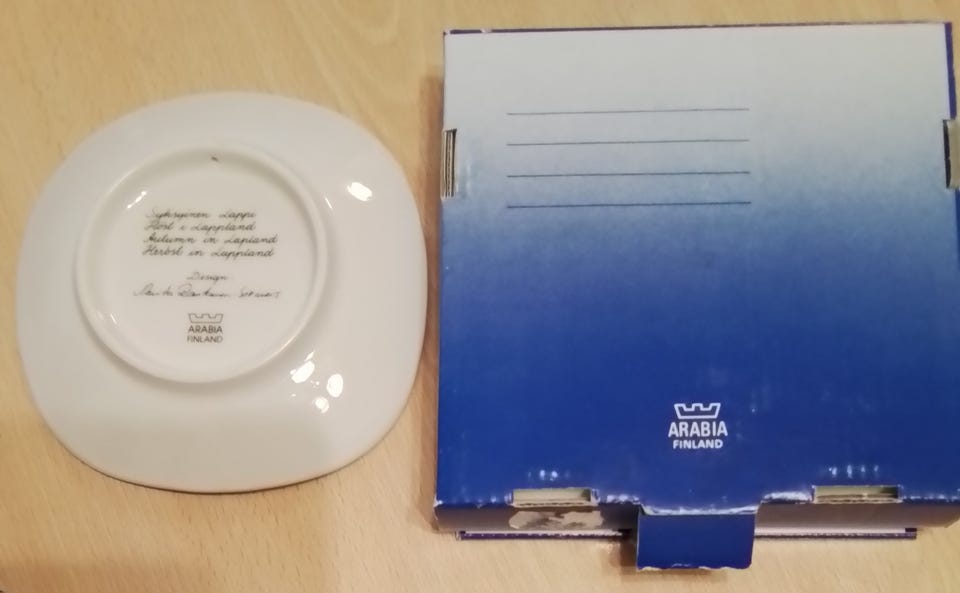 Syksyinen Lappi
Höst i Lappland
Autumn in Lapland
Herbst in Lappland
Design
ARABIA
FINLAND
ARABIA
FINLAND